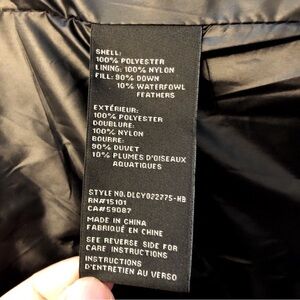 SHELL:
100% POLYESTER
LINING: 100% NYLON
FILL: 90% DOWN
10% WATERFOWL
FEATHERS
EXTÉRIEUR:
100% POLYESTER
DOUBLURE:
100% NYLON
BOURRE:
90% DUVET
10% PLUMES D'OISEAUX
AQUATIQUES
STYLE NO. DLCY022775-NB
RN#15101
CA#59087
MADE IN CHINA
FABRIQUÉ EN CHINE
SEE REVERSE SIDE FOR
CARE INSTRUCTIONS
INSTRUCTIONS
D'ENTRETIEN AU VERSO